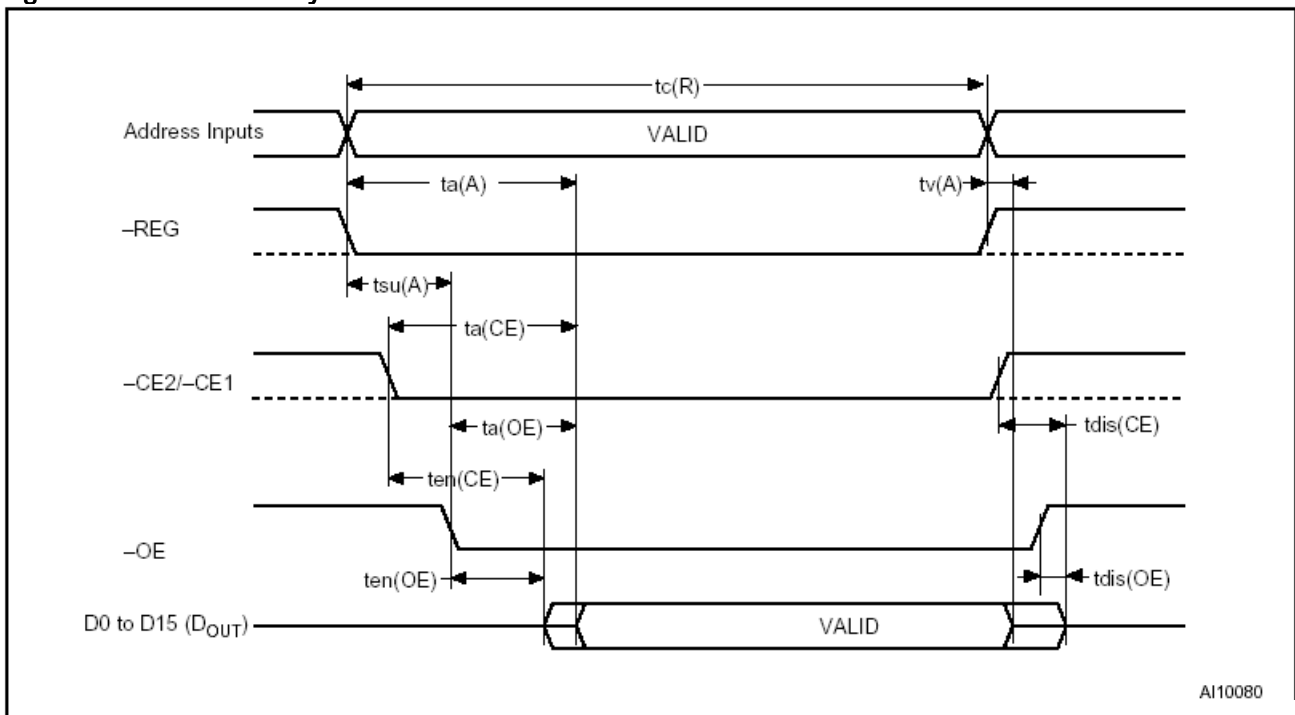 tc(R)
Address Inputs
VALID
ta(A)
tv(A)
–REG
tsu(A)
ta(CE)
–CE2/–CE1
ta(OE)
tdis(CE)
ten(CE)
–OE
ten(OE)
tdis(OE)
D0 to D15 (DOUT)
VALID
AI10080